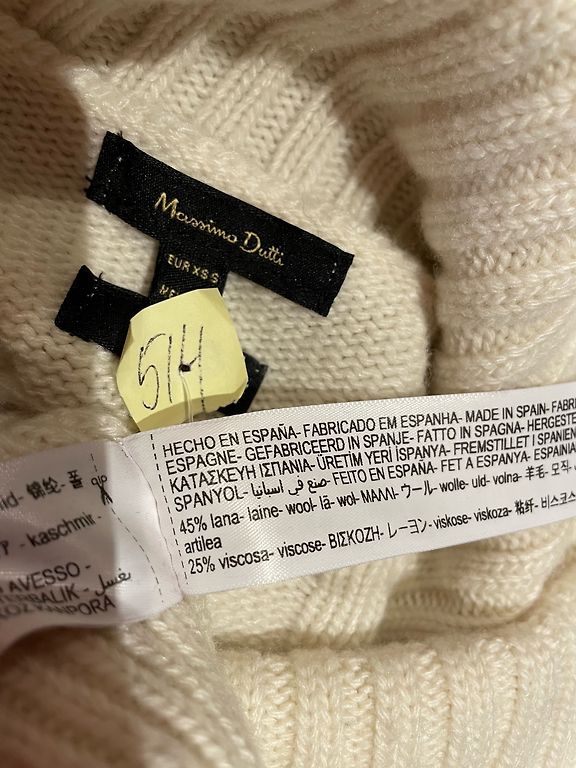 Massimo Dutti
EUR XS S
514
HECHO EN ESPAÑA- FABRICADO EM ESPANHA- MADE IN SPAIN- FABRI
ESPAGNE- GEFABRICEERD IN SPANJE- FATTO IN SPAGNA- HERGESTE
ΚΑΤΑΣΚΕΥΗ ΙΣΠΑΝΙΑ- ÜRETİM YERİ İSPANYA- FREMSTILLET I SPANIEN
SPANYOL- صنع في اسبانيا- FEITO EN ESPAÑA- FET A ESPANYA- ESPAINIA
45% lana- laine- wool- lã- wol- ΜΑΛΛΙ- ウール- wolle- uld- volna- 羊毛- 모직
artilea
25% viscosa- viscose- ΒΙΣΚΟΖΗ- レーヨン- viskose- viskoza- 粘纤- 비스코스
锦纶-
- kaschmir-
AVESSO -
غسيل
KANPORA